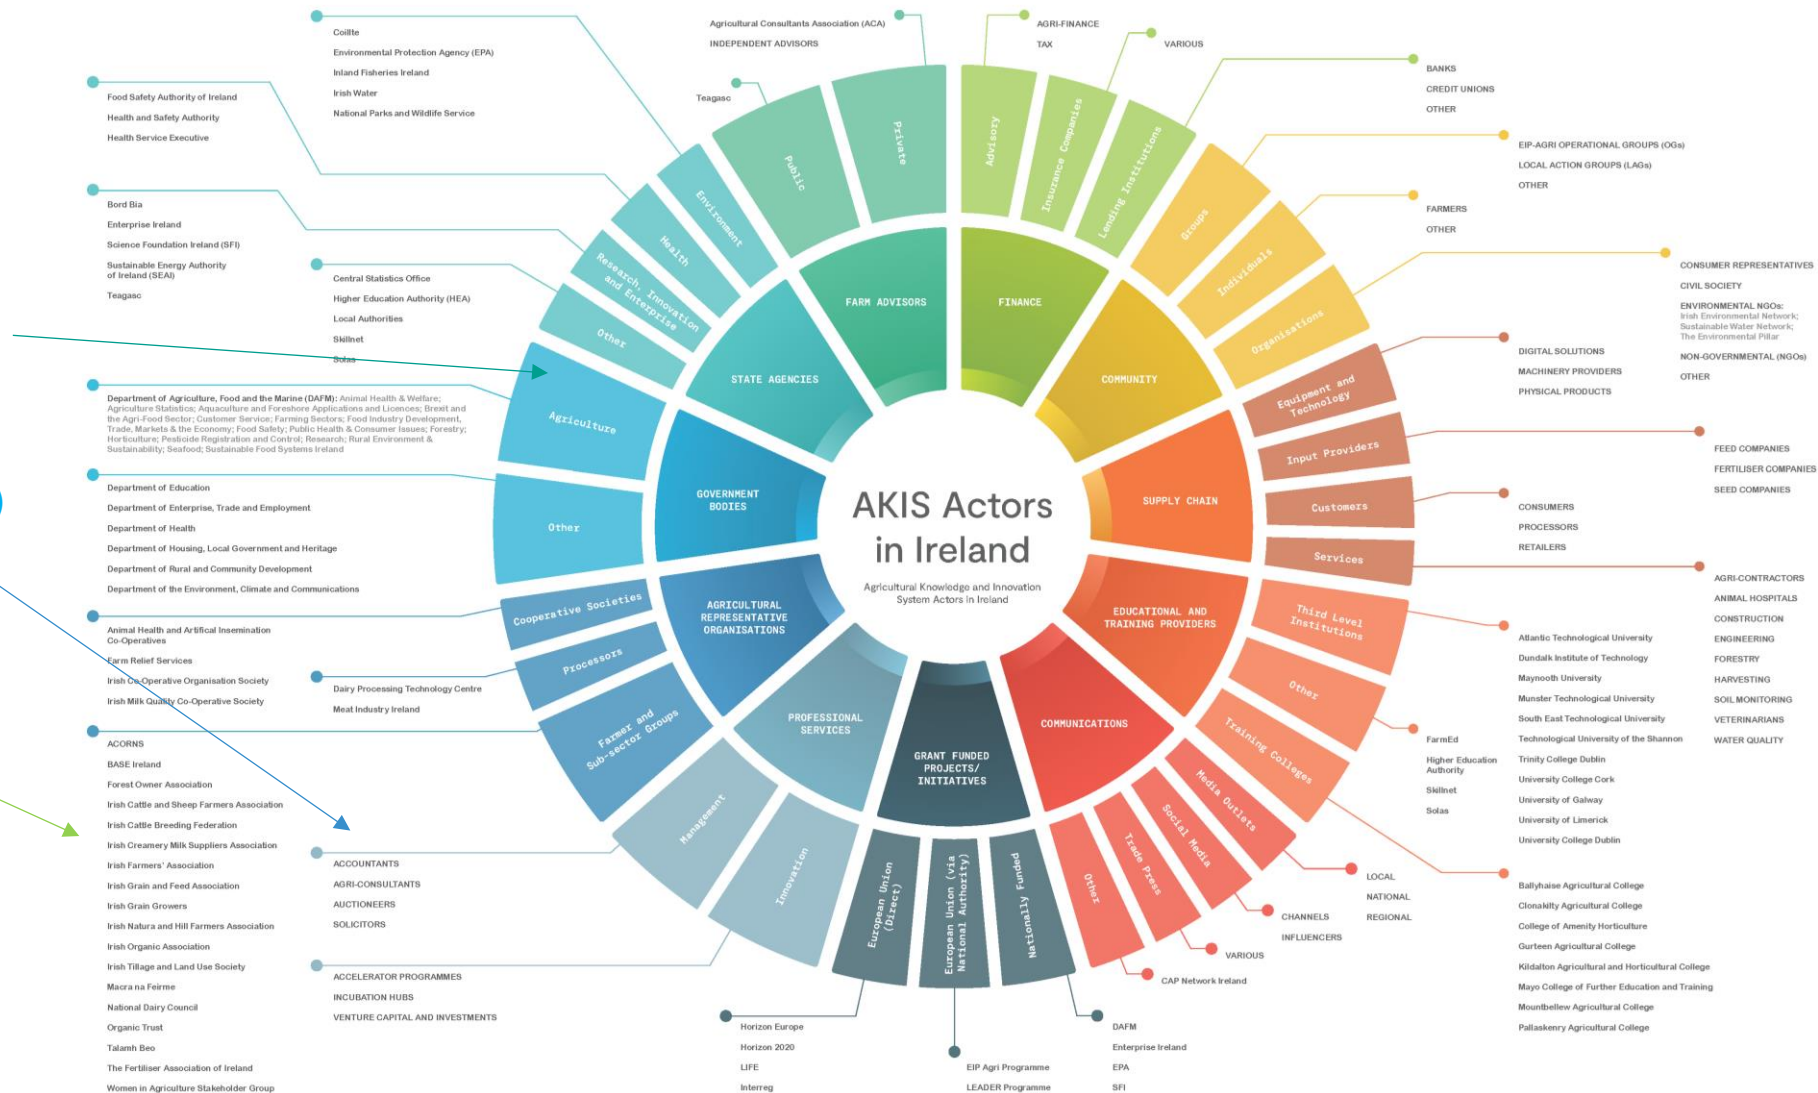 AKIS Actors
in Ireland
Agricultural Knowledge and Innovation
System Actors in Ireland
FARM ADVISORS
Public
Teagasc
Private
Agricultural Consultants Association (ACA)
INDEPENDENT ADVISORS
FINANCE
Advisory
AGRI-FINANCE
TAX
Insurance Companies
VARIOUS
Lending Institutions
BANKS
CREDIT UNIONS
OTHER
COMMUNITY
Groups
EIP-AGRI OPERATIONAL GROUPS (OGs)
LOCAL ACTION GROUPS (LAGs)
OTHER
Individuals
FARMERS
OTHER
Organisations
CONSUMER REPRESENTATIVES
CIVIL SOCIETY
ENVIRONMENTAL NGOs:
Irish Environmental Network;
Sustainable Water Network;
The Environmental Pillar
NON-GOVERNMENTAL (NGOs)
OTHER
SUPPLY CHAIN
Equipment and
Technology
DIGITAL SOLUTIONS
MACHINERY PROVIDERS
PHYSICAL PRODUCTS
Input Providers
FEED COMPANIES
FERTILISER COMPANIES
SEED COMPANIES
Customers
CONSUMERS
PROCESSORS
RETAILERS
Services
AGRI-CONTRACTORS
ANIMAL HOSPITALS
CONSTRUCTION
ENGINEERING
FORESTRY
HARVESTING
SOIL MONITORING
VETERINARIANS
WATER QUALITY
EDUCATIONAL AND
TRAINING PROVIDERS
Third Level
Institutions
Atlantic Technological University
Dundalk Institute of Technology
Maynooth University
Munster Technological University
South East Technological University
Technological University of the Shannon
Trinity College Dublin
University College Cork
University of Galway
University of Limerick
University College Dublin
Other
FarmEd
Higher Education
Authority
Skillnet
Solas
Training Colleges
Ballyhaise Agricultural College
Clonakilty Agricultural College
College of Amenity Horticulture
Gurteen Agricultural College
Kildalton Agricultural and Horticultural College
Mayo College of Further Education and Training
Mountbellew Agricultural College
Pallaskenry Agricultural College
COMMUNICATIONS
Media Outlets
LOCAL
NATIONAL
REGIONAL
Social Media
CHANNELS
INFLUENCERS
Trade Press
VARIOUS
Other
CAP Network Ireland
GRANT FUNDED
PROJECTS/
INITIATIVES
Nationally Funded
DAFM
Enterprise Ireland
EPA
SFI
European Union (via
National Authority)
EIP Agri Programme
LEADER Programme
European Union
(Direct)
Horizon Europe
Horizon 2020
LIFE
Interreg
PROFESSIONAL
SERVICES
Innovation
ACCELERATOR PROGRAMMES
INCUBATION HUBS
VENTURE CAPITAL AND INVESTMENTS
Management
ACCOUNTANTS
AGRI-CONSULTANTS
AUCTIONEERS
SOLICITORS
AGRICULTURAL
REPRESENTATIVE
ORGANISATIONS
Farmer and
Sub-sector Groups
ACORNS
BASE Ireland
Forest Owner Association
Irish Cattle and Sheep Farmers Association
Irish Cattle Breeding Federation
Irish Creamery Milk Suppliers Association
Irish Farmers' Association
Irish Grain and Feed Association
Irish Grain Growers
Irish Natura and Hill Farmers Association
Irish Organic Association
Irish Tillage and Land Use Society
Macra na Feirme
National Dairy Council
Organic Trust
Talamh Beo
The Fertiliser Association of Ireland
Women in Agriculture Stakeholder Group
Processors
Dairy Processing Technology Centre
Meat Industry Ireland
Cooperative Societies
Animal Health and Artifical Insemination
Co-Operatives
Farm Relief Services
Irish Co-Operative Organisation Society
Irish Milk Quality Co-Operative Society
GOVERNMENT
BODIES
Other
Department of Education
Department of Enterprise, Trade and Employment
Department of Health
Department of Housing, Local Government and Heritage
Department of Rural and Community Development
Department of the Environment, Climate and Communications
Agriculture
Department of Agriculture, Food and the Marine (DAFM): Animal Health & Welfare;
Agriculture Statistics; Aquaculture and Foreshore Applications and Licences; Brexit and
the Agri-Food Sector; Customer Service; Farming Sectors; Food Industry Development,
Trade, Markets & the Economy; Food Safety; Public Health & Consumer Issues; Forestry;
Horticulture; Pesticide Registration and Control; Research; Rural Environment &
Sustainability; Seafood; Sustainable Food Systems Ireland
STATE AGENCIES
Other
Central Statistics Office
Higher Education Authority (HEA)
Local Authorities
Skillnet
Solas
Research, Innovation
and Enterprise
Bord Bia
Enterprise Ireland
Science Foundation Ireland (SFI)
Sustainable Energy Authority
of Ireland (SEAI)
Teagasc
Health
Food Safety Authority of Ireland
Health and Safety Authority
Health Service Executive
Environment
Coillte
Environmental Protection Agency (EPA)
Inland Fisheries Ireland
Irish Water
National Parks and Wildlife Service